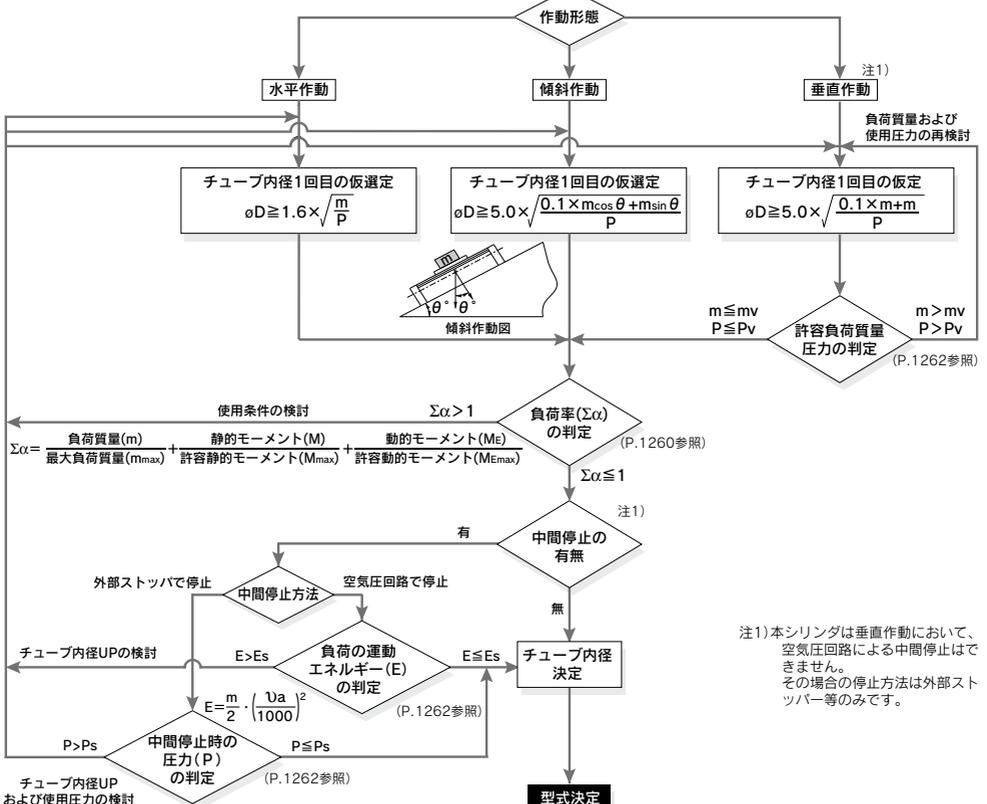 作動形態
水平作動
傾斜作動
垂直作動
注1)
負荷質量および
使用圧力の再検討
チューブ内径1回目の仮選定
øD≧1.6×√m/P
チューブ内径1回目の仮選定
øD≧5.0×√0.1×mcosθ+msinθ/P
チューブ内径1回目の仮定
øD≧5.0×√0.1×m+m/P
m
θ° θ°
傾斜作動図
m≦mv
P≦Pv
許容負荷質量
圧力の判定
m>mv
P>Pv
(P.1262参照)
使用条件の検討
Σα>1
負荷率(Σα)
の判定
(P.1260参照)
Σα= 負荷質量(m)/最大負荷質量(mmax)+静的モーメント(M)/許容静的モーメント(Mmax)+動的モーメント(ME)/許容動的モーメント(MEmax)
Σα≦1
注1)
中間停止の
有無
有
無
外部ストッパで停止
中間停止方法
空気圧回路で停止
チューブ内径UPの検討
E>Es
負荷の運動
エネルギー(E)
の判定
E≦Es
(P.1262参照)
チューブ内径
決定
E=m/2·(υa/1000)²
P>Ps
中間停止時の
圧力(P)
の判定
P≦Ps
(P.1262参照)
チューブ内径UP
および使用圧力の検討
型式決定
注1)本シリンダは垂直作動において、
空気圧回路による中間停止はで
きません。
その場合の停止方法は外部スト
ッパー等のみです。